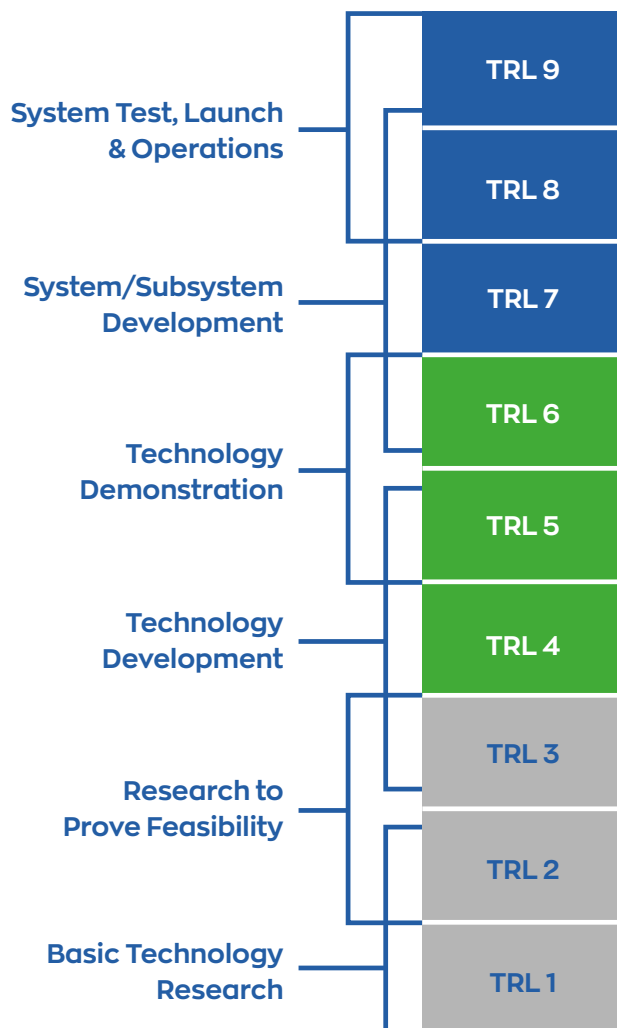 TRL 9
System Test, Launch
& Operations
TRL 8
System/Subsystem
Development
TRL 7
TRL 6
Technology
Demonstration
TRL 5
Technology
Development
TRL 4
TRL 3
Research to
Prove Feasibility
TRL 2
Basic Technology
Research
TRL 1